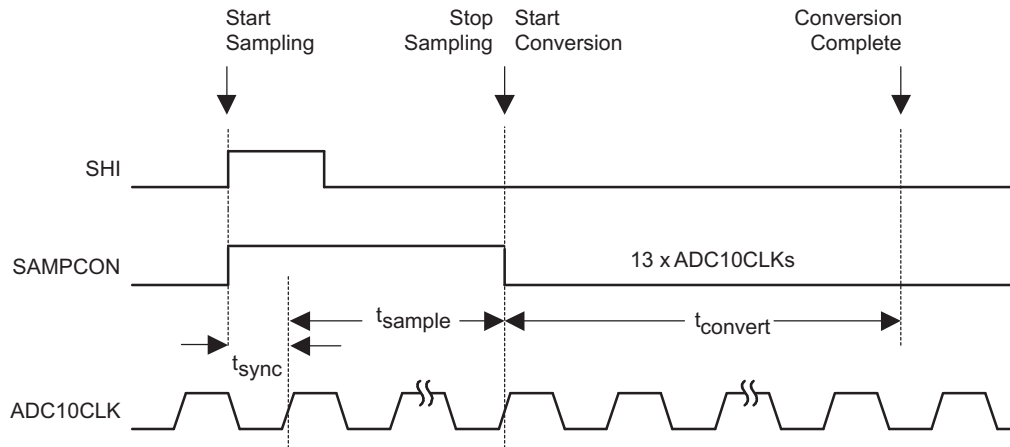 Start
Sampling
Stop
Sampling
Start
Conversion
Conversion
Complete
SHI
SAMPCON
13 x ADC10CLKs
tsample
tconvert
tsync
ADC10CLK